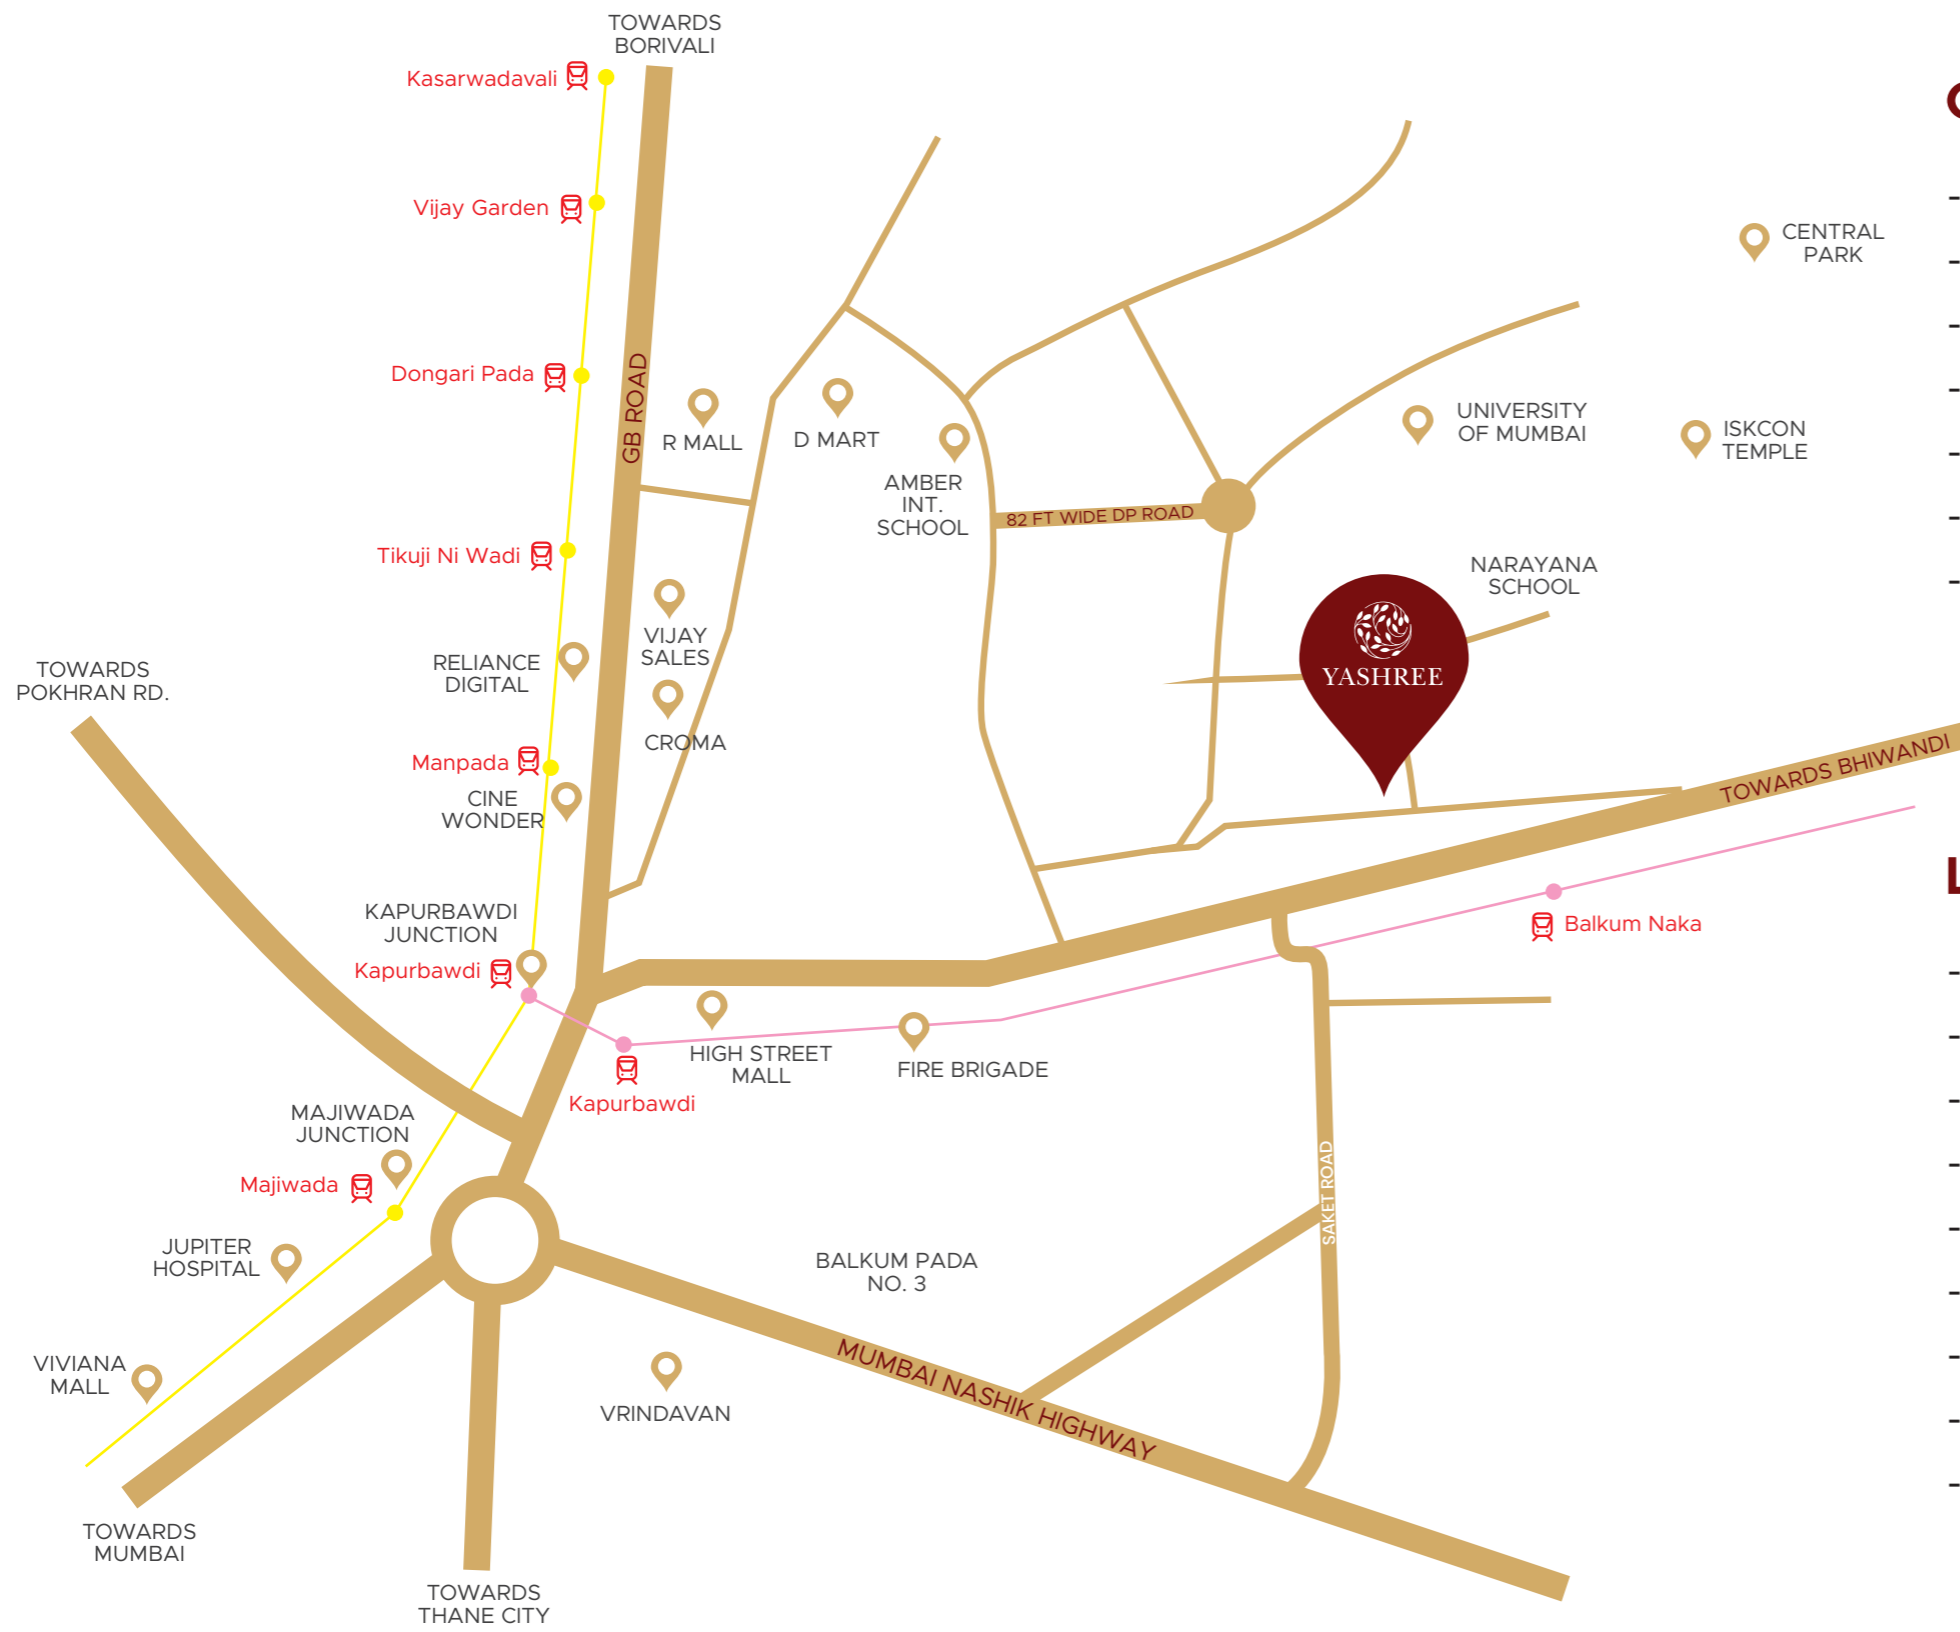 TOWARDS
BORIVALI
Kasarwadavali
Vijay Garden
CENTRAL
PARK
Dongari Pada
GB ROAD
R MALL
D MART
AMBER
INT.
SCHOOL
UNIVERSITY
OF MUMBAI
ISKCON
TEMPLE
82 FT WIDE DP ROAD
Tikuji Ni Wadi
NARAYANA
SCHOOL
VIJAY
SALES
RELIANCE
DIGITAL
YASHREE
TOWARDS
POKHRAN RD.
CROMA
Manpada
CINE
WONDER
TOWARDS BHIWANDI
KAPURBAWDI
JUNCTION
Kapurbawdi
Balkum Naka
HIGH STREET
MALL
FIRE BRIGADE
Kapurbawdi
MAJIWADA
JUNCTION
Majiwada
SAKET ROAD
JUPITER
HOSPITAL
BALKUM PADA
NO. 3
VIVIANA
MALL
VRINDAVAN
MUMBAI NASHIK HIGHWAY
TOWARDS
MUMBAI
TOWARDS
THANE CITY